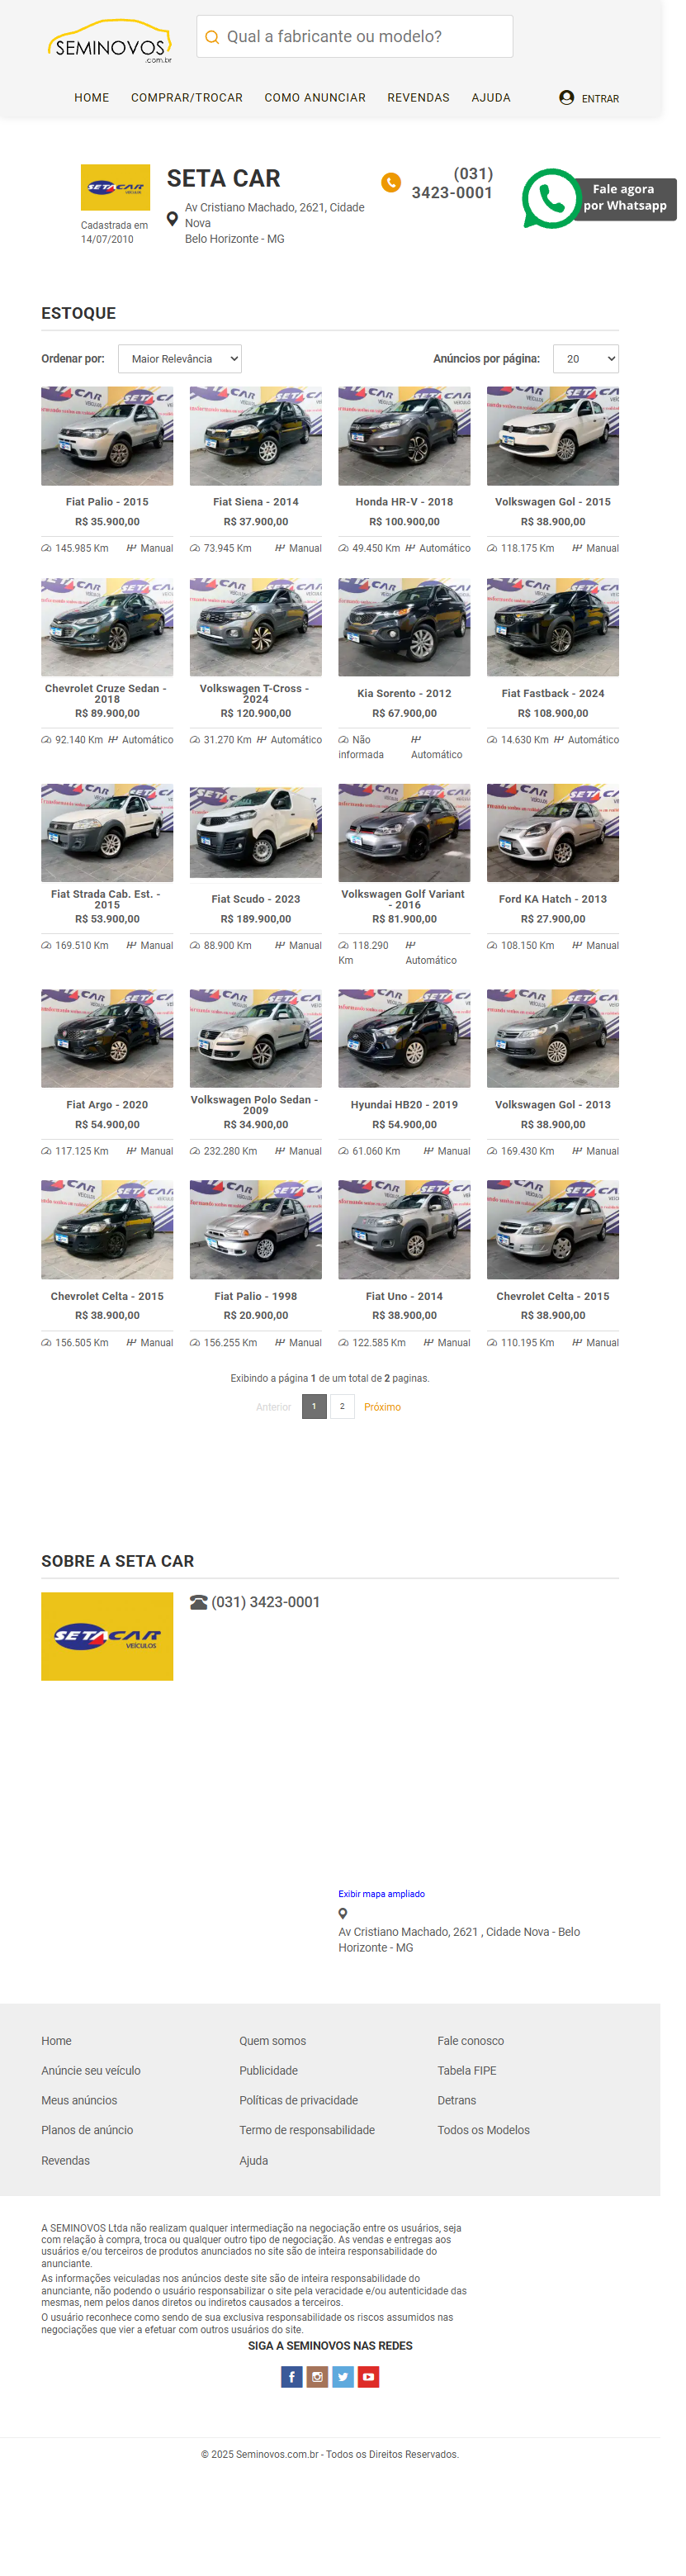 SEMINOVOS
.com.br
Qual a fabricante ou modelo?
HOME COMPRAR/TROCAR COMO ANUNCIAR REVENDAS AJUDA ENTRAR
SETACAR
VEÍCULOS
Cadastrada em
14/07/2010
SETA CAR
Av Cristiano Machado, 2621, Cidade
Nova
Belo Horizonte - MG
(031)
3423-0001
Fale agora
por Whatsapp
ESTOQUE
Ordenar por: Maior Relevância Anúncios por página: 20
Fiat Palio - 2015 Fiat Siena - 2014 Honda HR-V - 2018 Volkswagen Gol - 2015
R$ 35.900,00 R$ 37.900,00 R$ 100.900,00 R$ 38.900,00
145.985 Km Manual 73.945 Km Manual 49.450 Km Automático 118.175 Km Manual
Chevrolet Cruze Sedan -
2018
R$ 89.900,00
Volkswagen T-Cross -
2024
R$ 120.900,00
Kia Sorento - 2012
R$ 67.900,00
Fiat Fastback - 2024
R$ 108.900,00
92.140 Km Automático 31.270 Km Automático
Não
informada
Automático
14.630 Km Automático
Fiat Strada Cab. Est. -
2015
R$ 53.900,00
Fiat Scudo - 2023
R$ 189.900,00
Volkswagen Golf Variant
- 2016
R$ 81.900,00
Ford KA Hatch - 2013
R$ 27.900,00
169.510 Km Manual 88.900 Km Manual
118.290
Km
Automático
108.150 Km Manual
Fiat Argo - 2020
R$ 54.900,00
Volkswagen Polo Sedan -
2009
R$ 34.900,00
Hyundai HB20 - 2019
R$ 54.900,00
Volkswagen Gol - 2013
R$ 38.900,00
117.125 Km Manual 232.280 Km Manual 61.060 Km Manual 169.430 Km Manual
Chevrolet Celta - 2015 Fiat Palio - 1998 Fiat Uno - 2014 Chevrolet Celta - 2015
R$ 38.900,00 R$ 20.900,00 R$ 38.900,00 R$ 38.900,00
156.505 Km Manual 156.255 Km Manual 122.585 Km Manual 110.195 Km Manual
Exibindo a página 1 de um total de 2 paginas.
Anterior 1 2 Próximo
SOBRE A SETA CAR
SETACAR
VEÍCULOS
(031) 3423-0001
Exibir mapa ampliado
Av Cristiano Machado, 2621 , Cidade Nova - Belo
Horizonte - MG
Home Quem somos Fale conosco
Anúncie seu veículo Publicidade Tabela FIPE
Meus anúncios Políticas de privacidade Detrans
Planos de anúncio Termo de responsabilidade Todos os Modelos
Revendas Ajuda
A SEMINOVOS Ltda não realizam qualquer intermediação na negociação entre os usuários, seja
com relação à compra, troca ou qualquer outro tipo de negociação. As vendas e entregas aos
usuários e/ou terceiros de produtos anunciados no site são de inteira responsabilidade do
anunciante.
As informações veiculadas nos anúncios deste site são de inteira responsabilidade do
anunciante, não podendo o usuário responsabilizar o site pela veracidade e/ou autenticidade das
mesmas, nem pelos danos diretos ou indiretos causados a terceiros.
O usuário reconhece como sendo de sua exclusiva responsabilidade os riscos assumidos nas
negociações que vier a efetuar com outros usuários do site.
SIGA A SEMINOVOS NAS REDES
© 2025 Seminovos.com.br - Todos os Direitos Reservados.